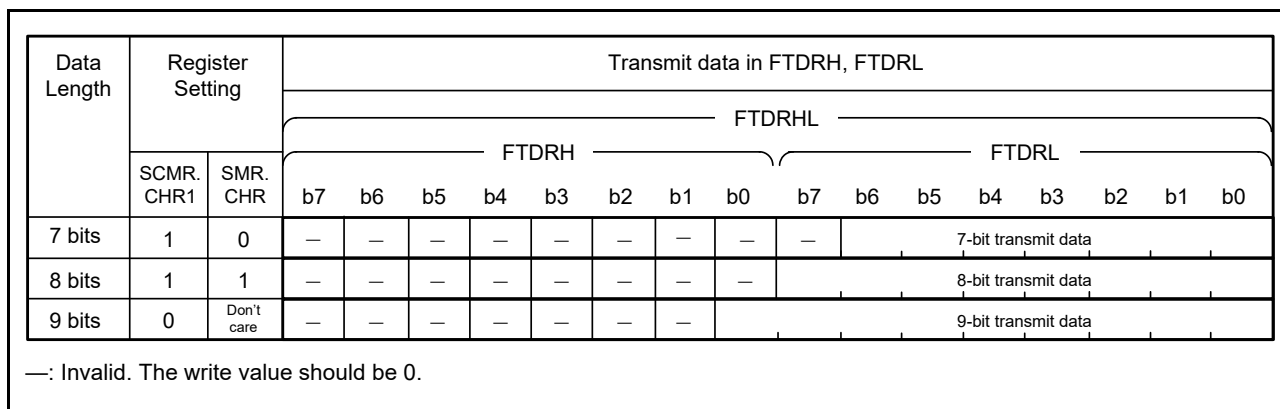 Data Length Register Setting Transmit data in FTDRH, FTDRL
FTDRHL
FTDRH FTDRL
SCMR. CHR1 SMR. CHR b7 b6 b5 b4 b3 b2 b1 b0 b7 b6 b5 b4 b3 b2 b1 b0
7 bits 1 0 — — — — — — — — — 7-bit transmit data
8 bits 1 1 — — — — — — — — 8-bit transmit data
9 bits 0 Don't care — — — — — — — 9-bit transmit data
—: Invalid. The write value should be 0.